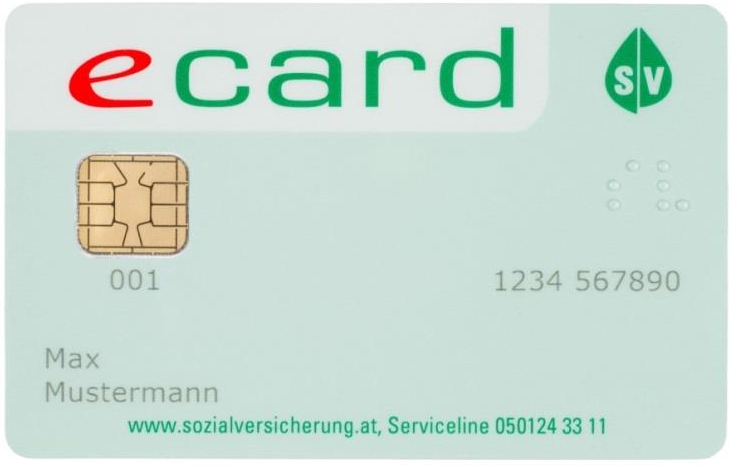 ecard
SV
001
1234 567890
Max
Mustermann
www.sozialversicherung.at, Serviceline 050124 33 11